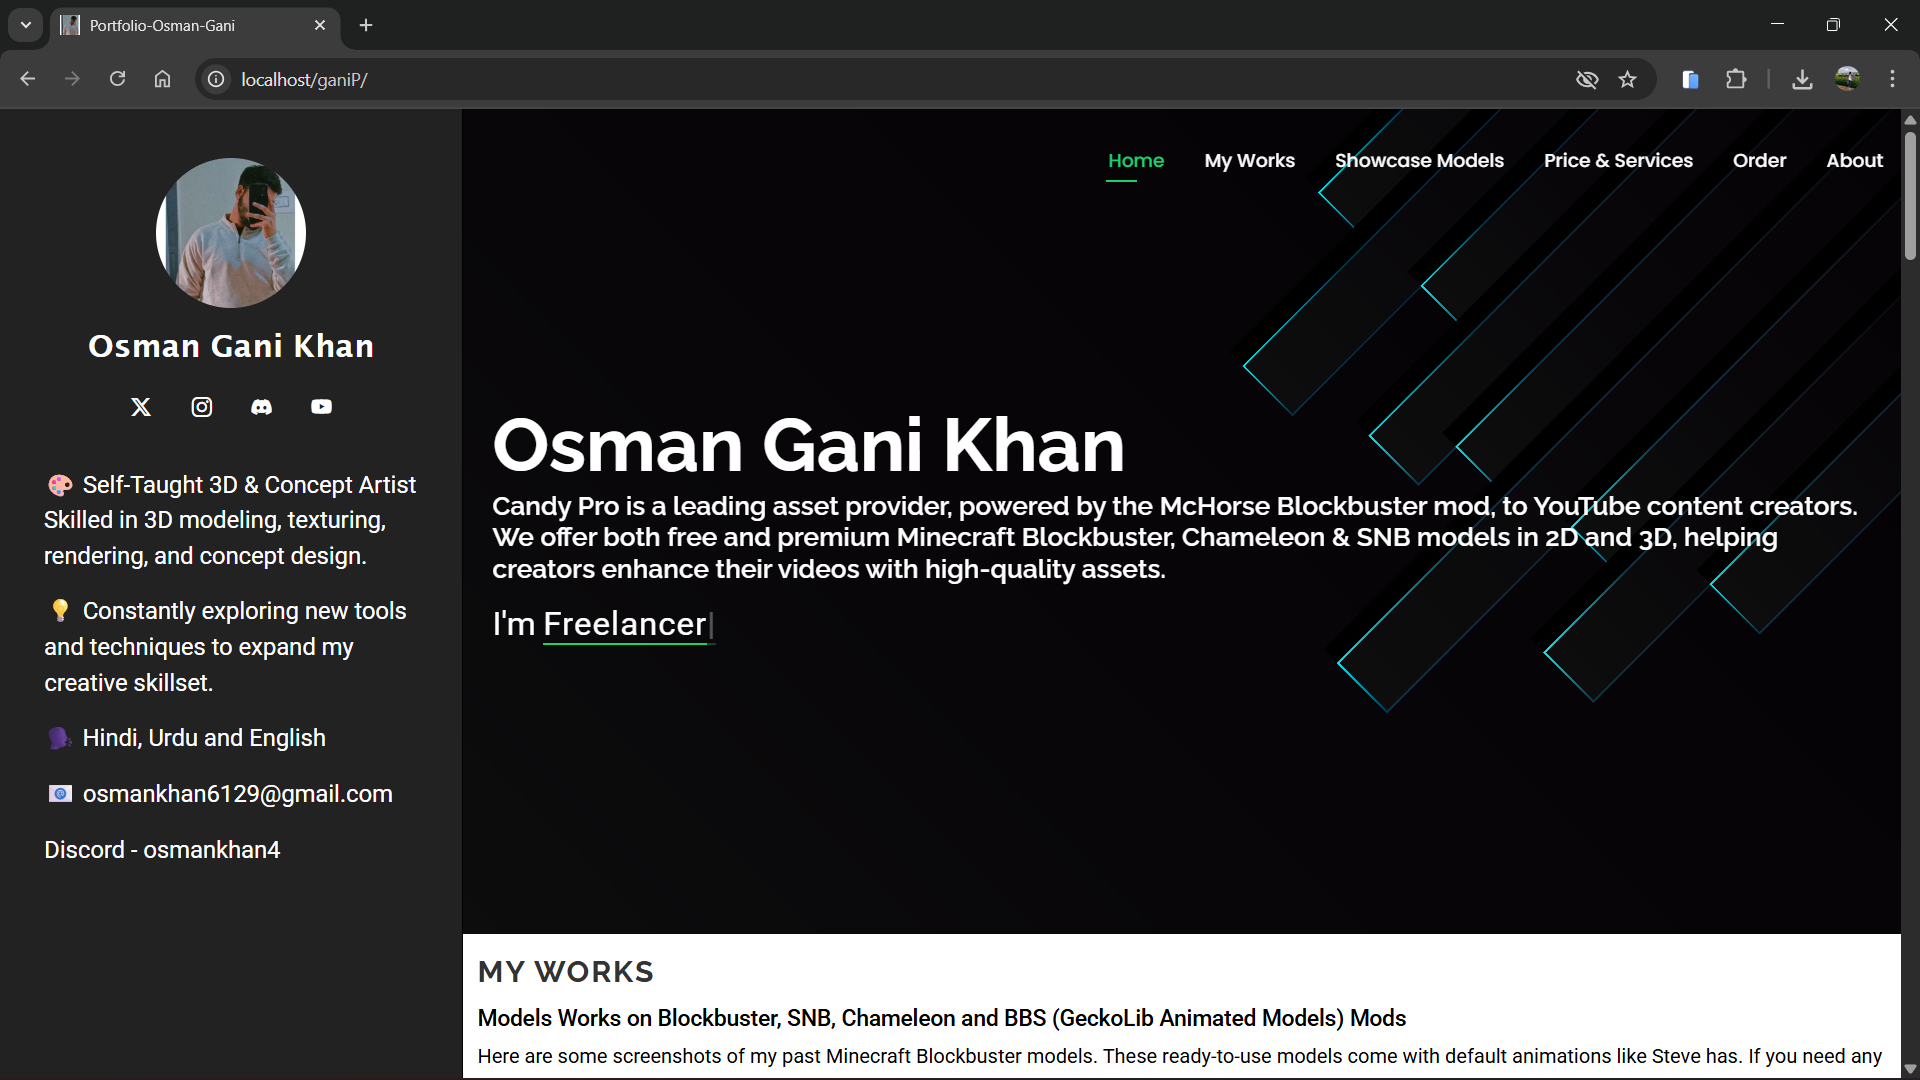 Portfolio-Osman-Gani
localhost/ganiP/
Osman Gani Khan
🎨 Self-Taught 3D & Concept Artist
Skilled in 3D modeling, texturing,
rendering, and concept design.
💡 Constantly exploring new tools
and techniques to expand my
creative skillset.
🗣 Hindi, Urdu and English
📧 osmankhan6129@gmail.com
Discord - osmankhan4
Home My Works Showcase Models Price & Services Order About
Osman Gani Khan
Candy Pro is a leading asset provider, powered by the McHorse Blockbuster mod, to YouTube content creators.
We offer both free and premium Minecraft Blockbuster, Chameleon & SNB models in 2D and 3D, helping
creators enhance their videos with high-quality assets.
I'm Freelancer|
MY WORKS
Models Works on Blockbuster, SNB, Chameleon and BBS (GeckoLib Animated Models) Mods
Here are some screenshots of my past Minecraft Blockbuster models. These ready-to-use models come with default animations like Steve has. If you need any